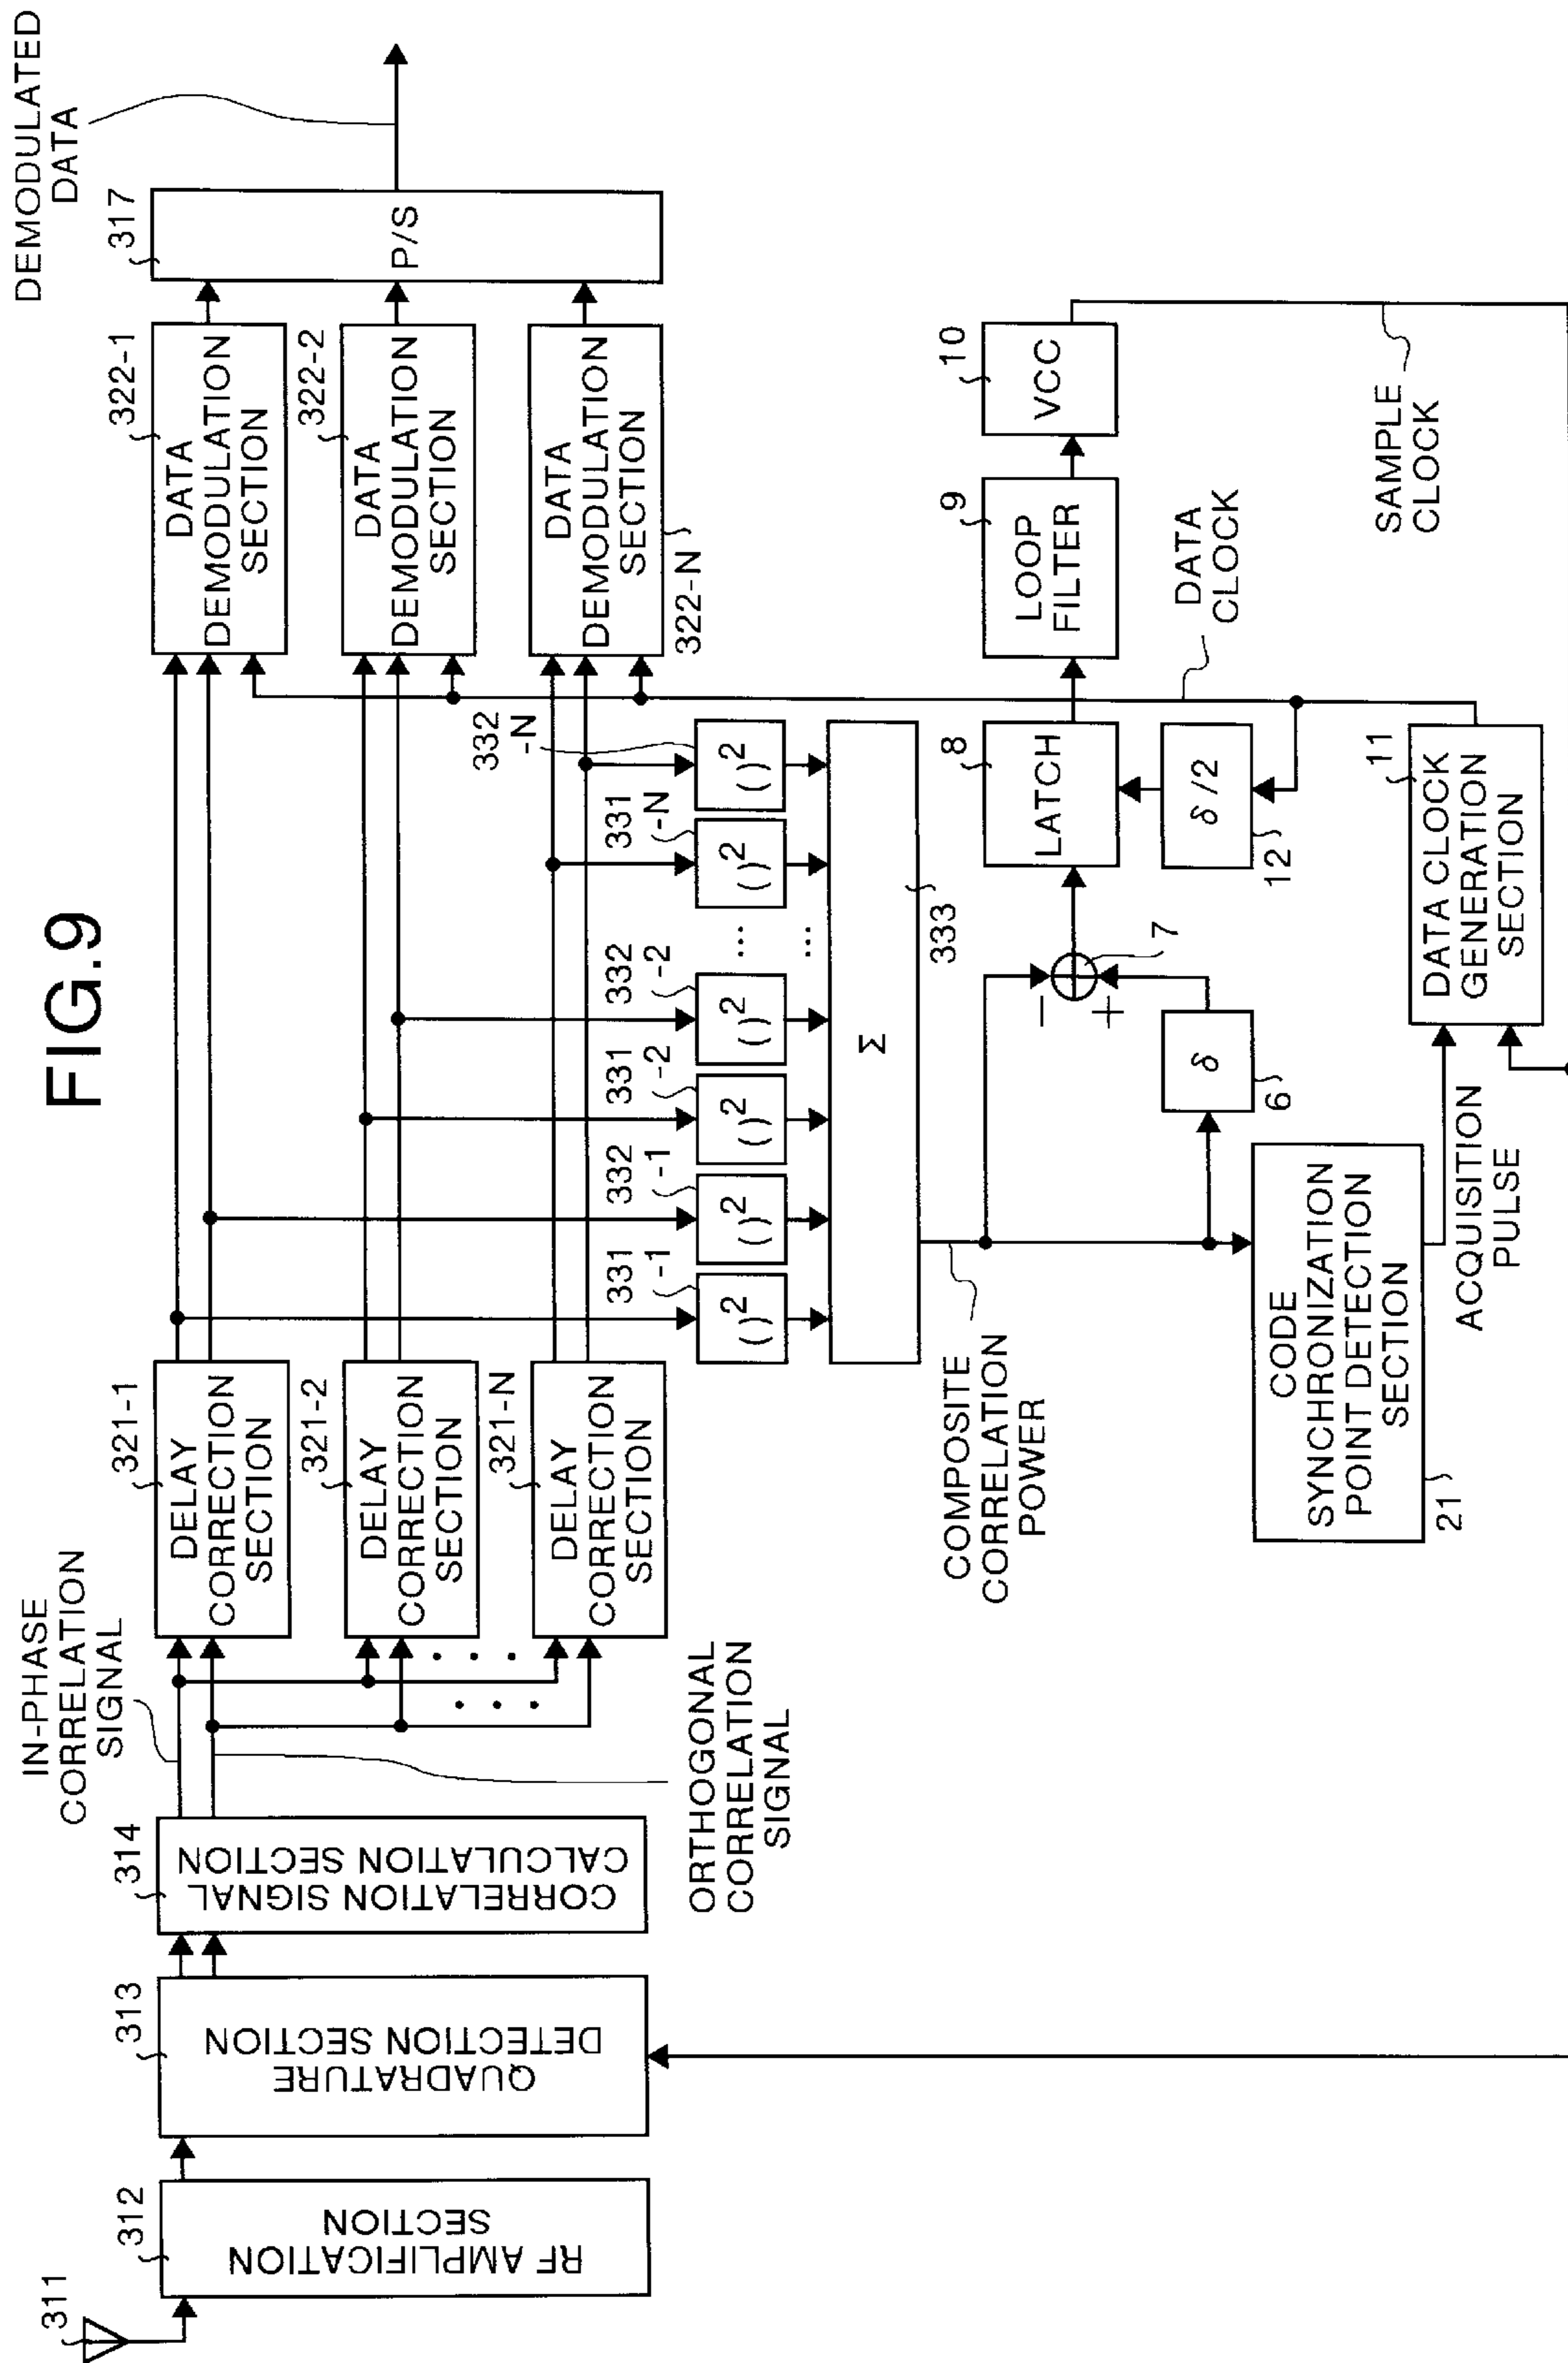 FIG.9
311
312
RF AMPLIFICATION
SECTION
313
QUADRATURE
DETECTION SECTION
314
CORRELATION SIGNAL
CALCULATION SECTION
IN-PHASE
CORRELATION
SIGNAL
ORTHOGONAL
CORRELATION
SIGNAL
321-1
DELAY
CORRECTION
SECTION
321-2
DELAY
CORRECTION
SECTION
321-N
DELAY
CORRECTION
SECTION
331
-1
( )2
332
-1
( )2
331
-2
( )2
332
-2
( )2
...
...
331
-N
( )2
332
-N
( )2
Σ
333
322-1
DATA
DEMODULATION
SECTION
322-2
DATA
DEMODULATION
SECTION
DATA
DEMODULATION
SECTION
322-N
317
P/S
DEMODULATED
DATA
COMPOSITE
CORRELATION
POWER
CODE
SYNCHRONIZATION
POINT DETECTION
SECTION
21
ACQUISITION
PULSE
δ
6
−
+
7
8
LATCH
δ/2
12
9
LOOP
FILTER
10
VCC
11
DATA CLOCK
GENERATION
SECTION
DATA
CLOCK
SAMPLE
CLOCK